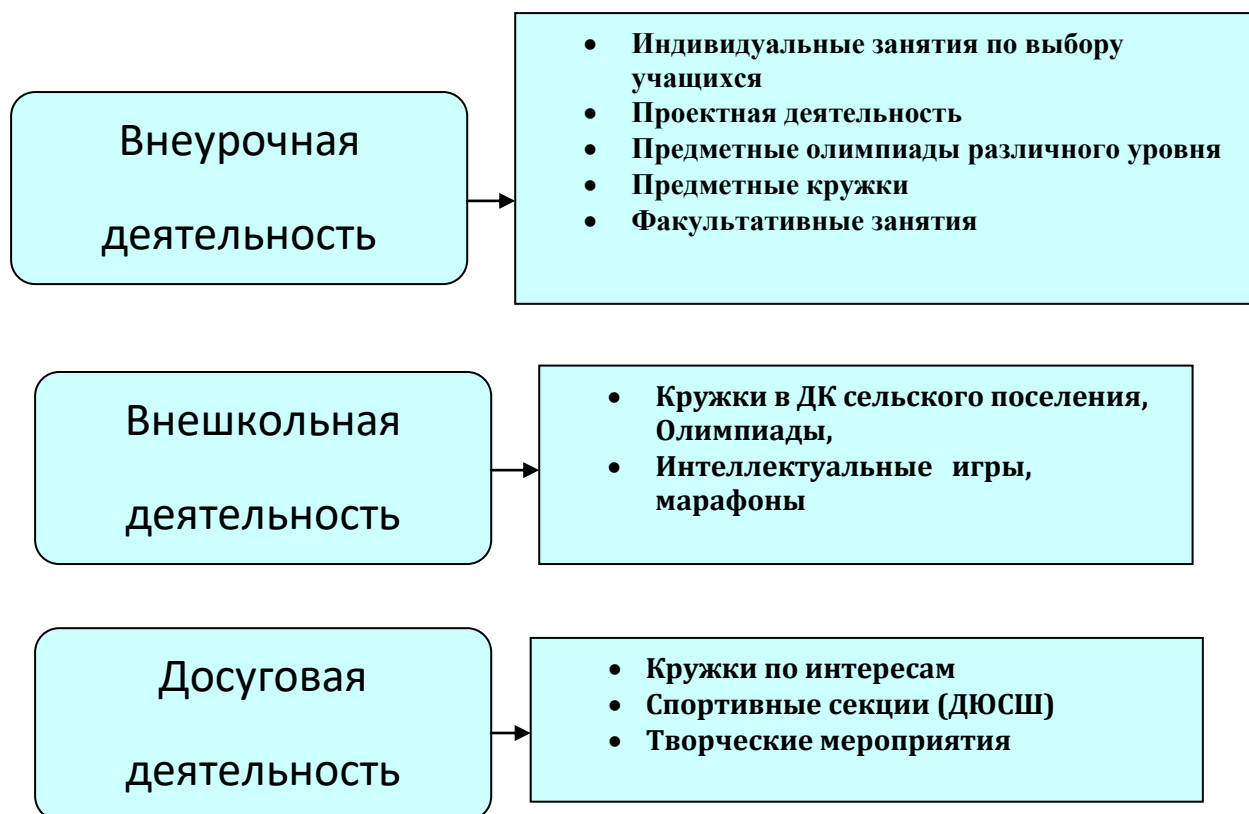 Внеурочная
деятельность
• Индивидуальные занятия по выбору
учащихся
• Проектная деятельность
• Предметные олимпиады различного уровня
• Предметные кружки
• Факультативные занятия
Внешкольная
деятельность
• Кружки в ДК сельского поселения,
Олимпиады,
• Интеллектуальные игры,
марафоны
Досуговая
деятельность
• Кружки по интересам
• Спортивные секции (ДЮСШ)
• Творческие мероприятия